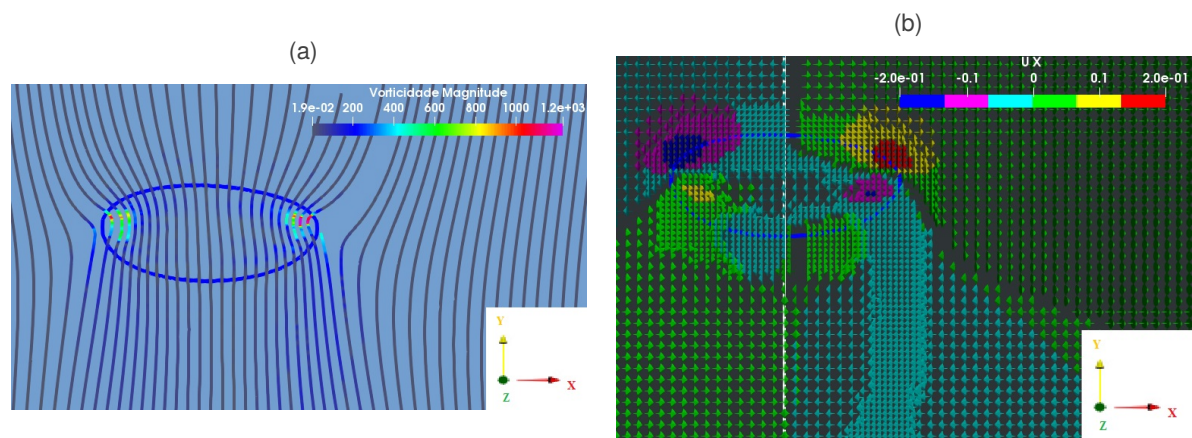 (a)
Vorticidade Magnitude
1.9e-02 200 400 600 800 1000 1.2e+03
Y
X
Z
(b)
U X
-2.0e-01 -0.1 0 0.1 2.0e-01
Y
X
Z